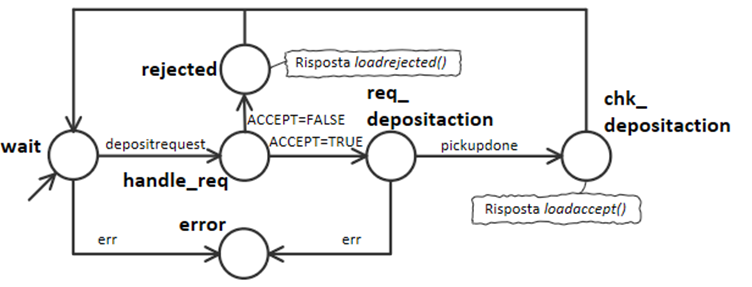 rejected
Risposta loadrejected()
req_
depositaction
chk_
depositaction
ACCEPT=FALSE
ACCEPT=TRUE
wait
depositrequest
pickupdone
handle_req
Risposta loadaccept()
error
err
err